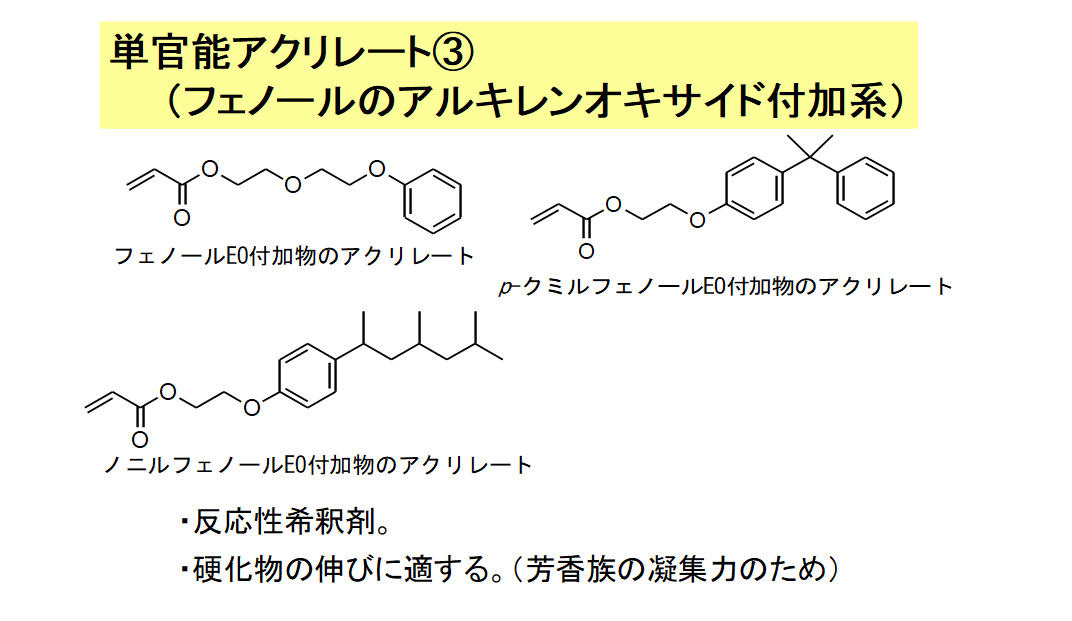 単官能アクリレート③
（フェノールのアルキレンオキサイド付加系）
O
O
O
O
フェノールEO付加物のアクリレート
O
O
O
p-クミルフェノールEO付加物のアクリレート
O
O
O
ノニルフェノールEO付加物のアクリレート
・反応性希釈剤。
・硬化物の伸びに適する。（芳香族の凝集力のため）